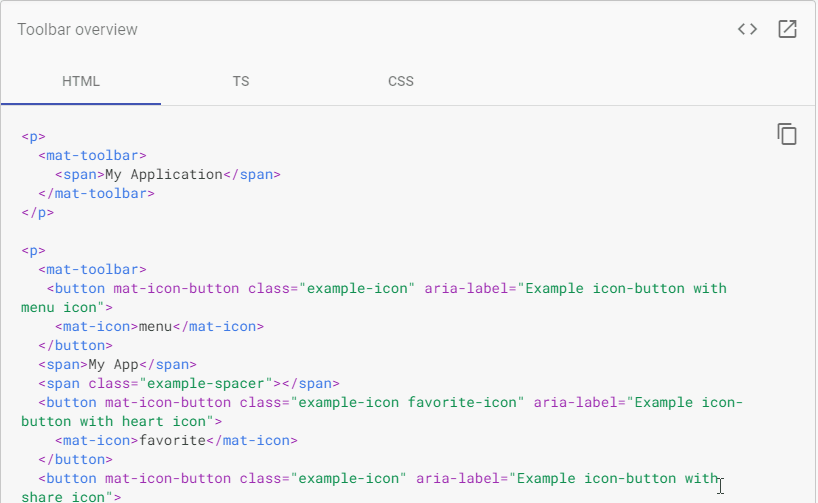 Toolbar overview
HTML TS CSS
<p>
<mat-toolbar>
<span>My Application</span>
</mat-toolbar>
</p>
<p>
<mat-toolbar>
<button mat-icon-button class="example-icon" aria-label="Example icon-button with
menu icon">
<mat-icon>menu</mat-icon>
</button>
<span>My App</span>
<span class="example-spacer"></span>
<button mat-icon-button class="example-icon favorite-icon" aria-label="Example icon-
button with heart icon">
<mat-icon>favorite</mat-icon>
</button>
<button mat-icon-button class="example-icon" aria-label="Example icon-button with
share icon">